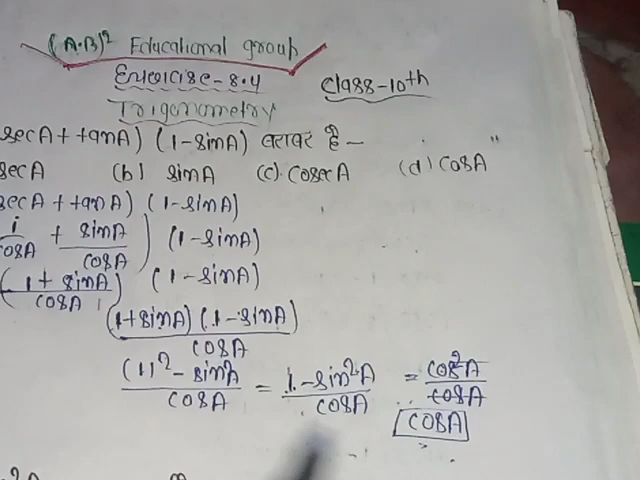 (A.B)² Educational group
Exercise-8.4 Class-10th
Trigonometry
secA + tanA) (1-sinA) बराबर है -
secA (b) sinA (c) cosecA (d) cosA
secA + tanA) (1-sinA)
1/cosA + sinA/cosA) (1-sinA)
(1+sinA/cosA) (1-sinA)
(1+sinA) (1-sinA)/cosA
(1)²-sin²A/cosA = 1-sin²A/cosA = cos²A/cosA
cosA